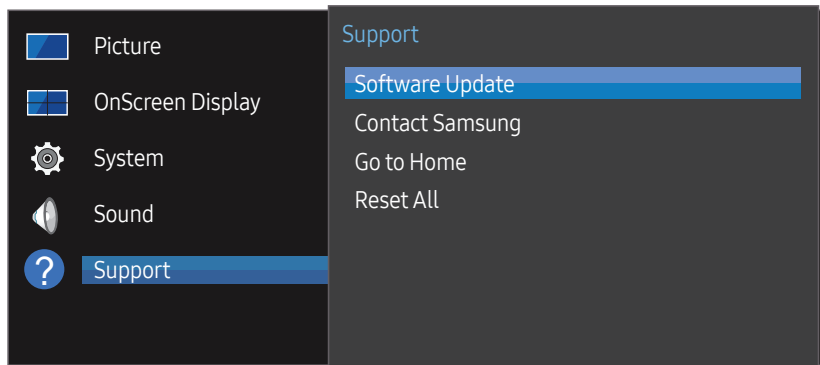 Picture
OnScreen Display
System
Sound
?
Support
Support
Software Update
Contact Samsung
Go to Home
Reset All